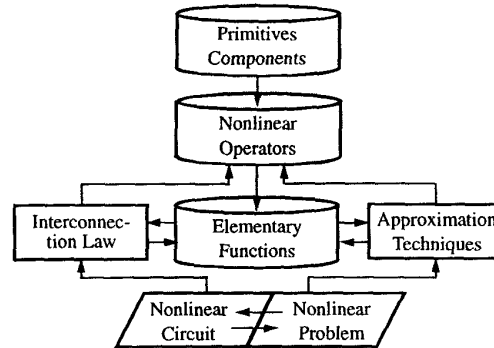 Primitives
Components
Nonlinear
Operators
Interconnec-
tion Law
Elementary
Functions
Approximation
Techniques
Nonlinear
Circuit
Nonlinear
Problem